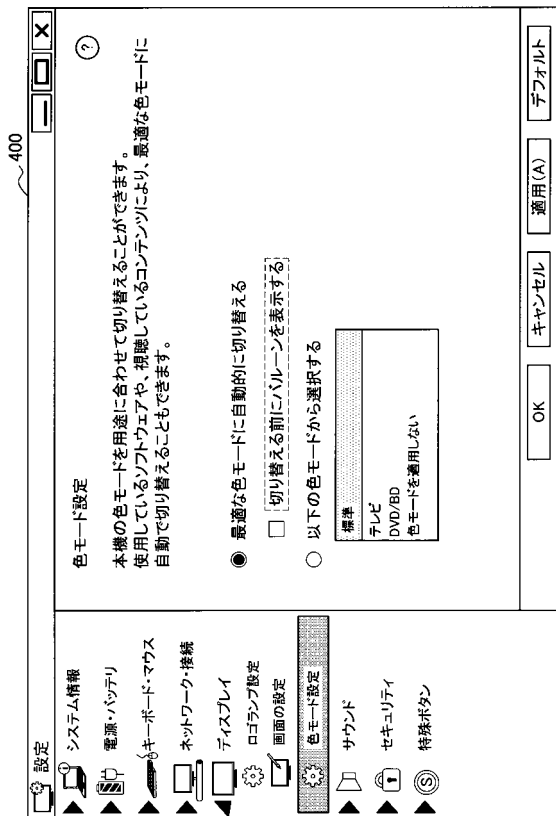 400
設定
システム情報
電源・バッテリ
キーボード・マウス
ネットワーク・接続
ディスプレイ
ロゴランプ設定
画面の設定
色モード設定
サウンド
セキュリティ
特殊ボタン
色モード設定
?
本機の色モードを用途に合わせて切り替えることができます。
使用しているソフトウェアや、視聴しているコンテンツにより、最適な色モードに
自動で切り替えることもできます。
最適な色モードに自動的に切り替える
切り替える前にバルーンを表示する
以下の色モードから選択する
標準
テレビ
DVD/BD
色モードを適用しない
OK
キャンセル
適用(A)
デフォルト